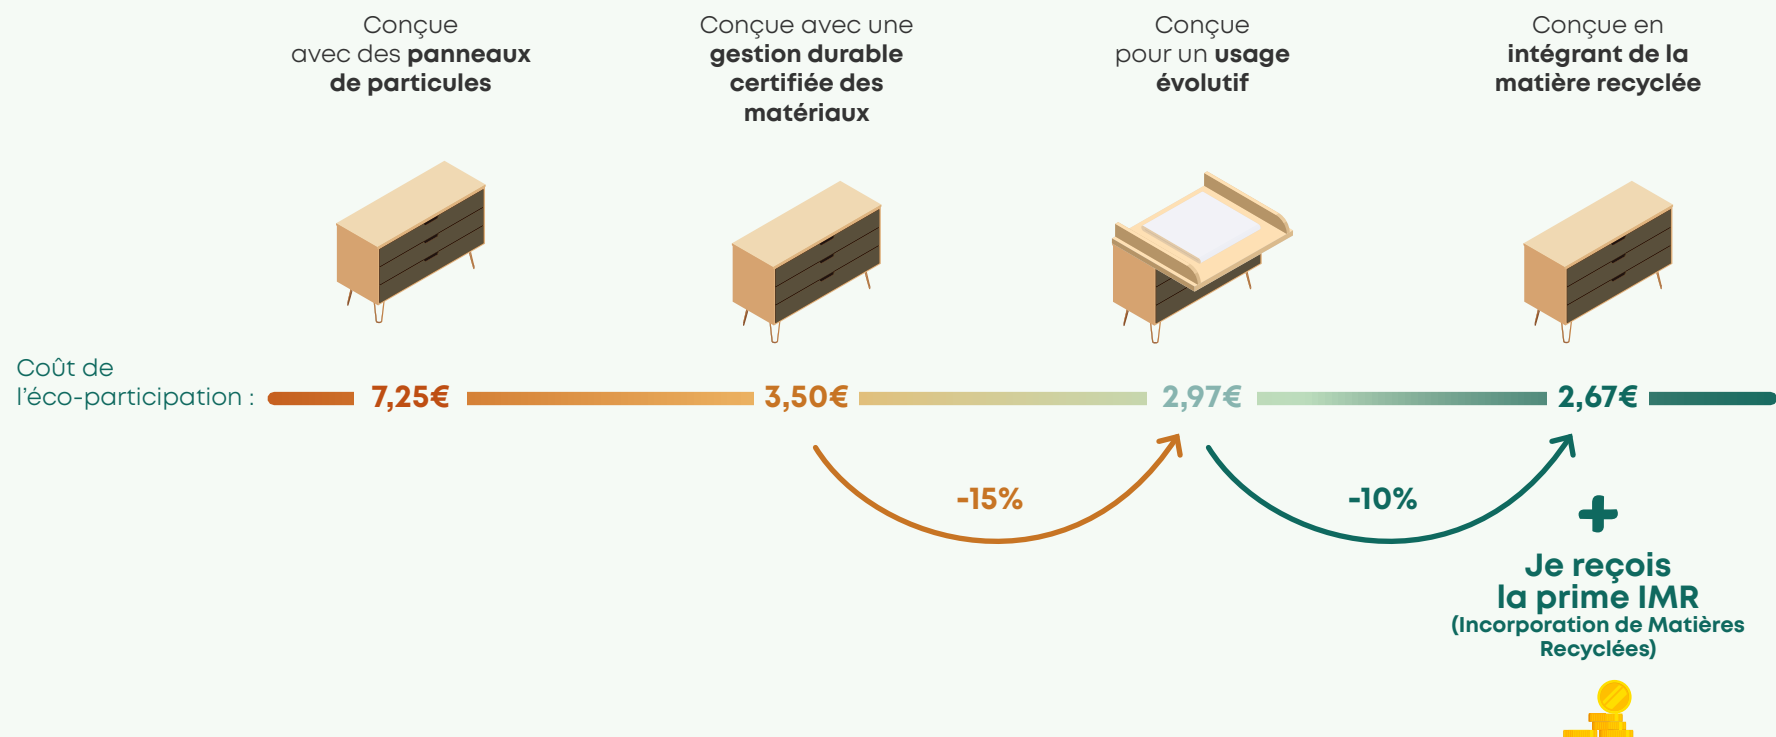 Conçue
avec des panneaux
de particules
Conçue avec une
gestion durable
certifiée des
matériaux
Conçue
pour un usage
évolutif
Conçue en
intégrant de la
matière recyclée
Coût de
l'éco-participation :
7,25€
3,50€
2,97€
2,67€
-15%
-10%
+
Je reçois
la prime IMR
(Incorporation de Matières
Recyclées)